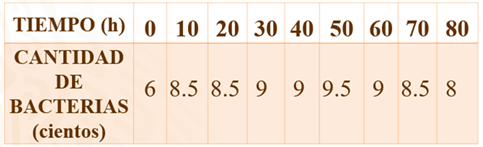 TIEMPO (h) 0 10 20 30 40 50 60 70 80
CANTIDAD
DE
BACTERIAS
(cientos)
6 8.5 8.5 9 9 9.5 9 8.5 8